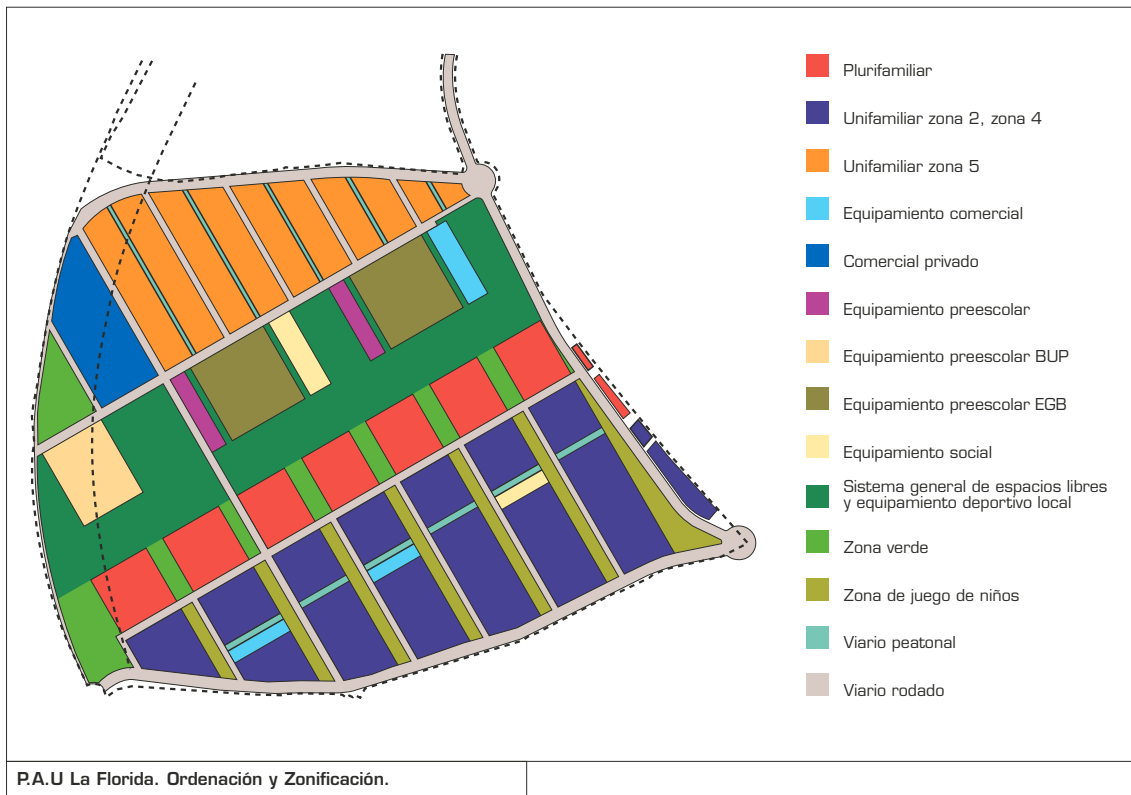 Plurifamiliar
Unifamiliar zona 2, zona 4
Unifamiliar zona 5
Equipamiento comercial
Comercial privado
Equipamiento preescolar
Equipamiento preescolar BUP
Equipamiento preescolar EGB
Equipamiento social
Sistema general de espacios libres
y equipamiento deportivo local
Zona verde
Zona de juego de niños
Viario peatonal
Viario rodado
P.A.U La Florida. Ordenación y Zonificación.